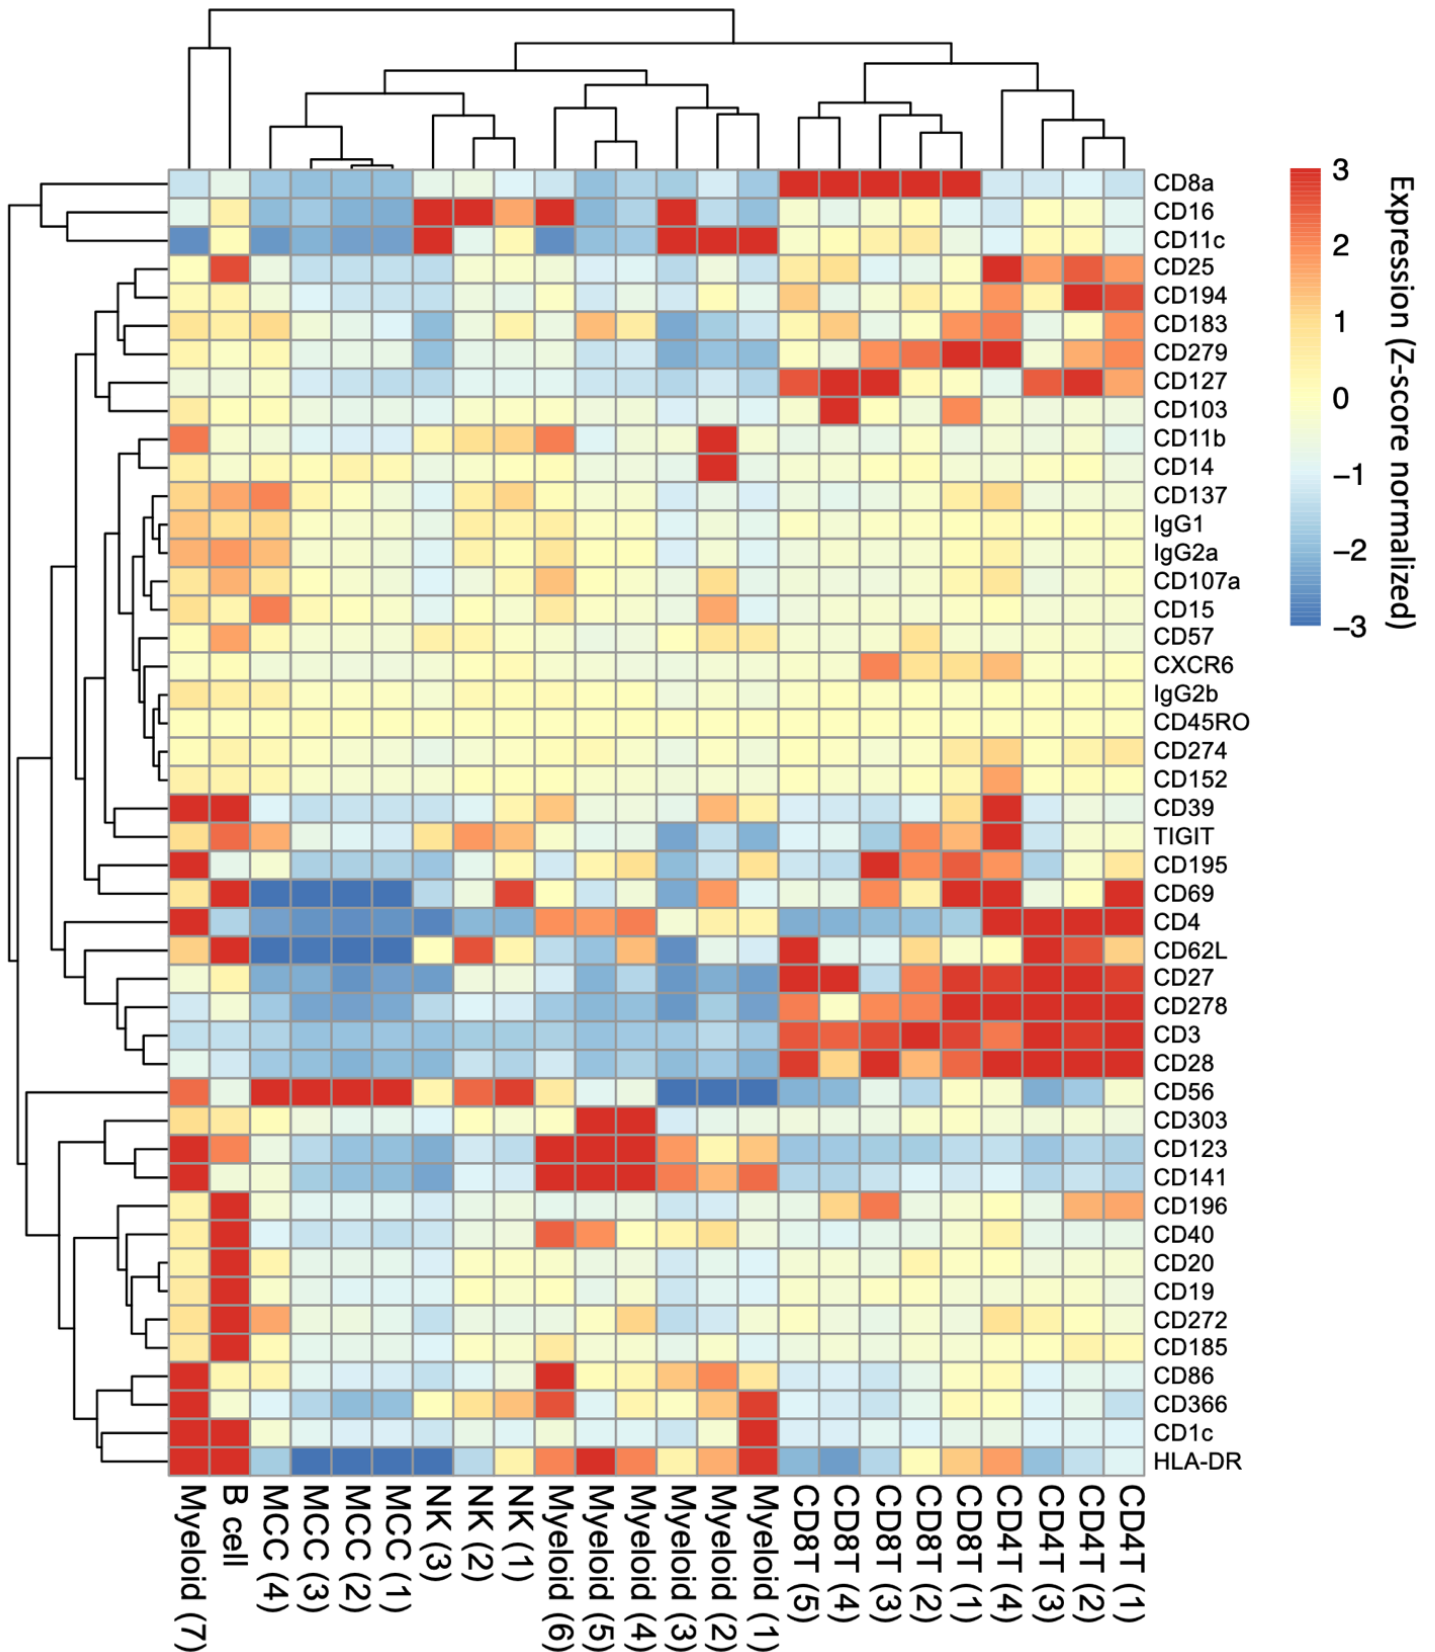 CD8a
CD16
CD11c
CD25
CD194
CD183
CD279
CD127
CD103
CD11b
CD14
CD137
IgG1
IgG2a
CD107a
CD15
CD57
CXCR6
IgG2b
CD45RO
CD274
CD152
CD39
TIGIT
CD195
CD69
CD4
CD62L
CD27
CD278
CD3
CD28
CD56
CD303
CD123
CD141
CD196
CD40
CD20
CD19
CD272
CD185
CD86
CD366
CD1c
HLA-DR
3
2
1
0
−1
−2
−3
Expression (Z-score normalized)
Myeloid (7)
B cell
MCC (4)
MCC (3)
MCC (2)
MCC (1)
NK (3)
NK (2)
NK (1)
Myeloid (6)
Myeloid (5)
Myeloid (4)
Myeloid (3)
Myeloid (2)
Myeloid (1)
CD8T (5)
CD8T (4)
CD8T (3)
CD8T (2)
CD8T (1)
CD4T (4)
CD4T (3)
CD4T (2)
CD4T (1)